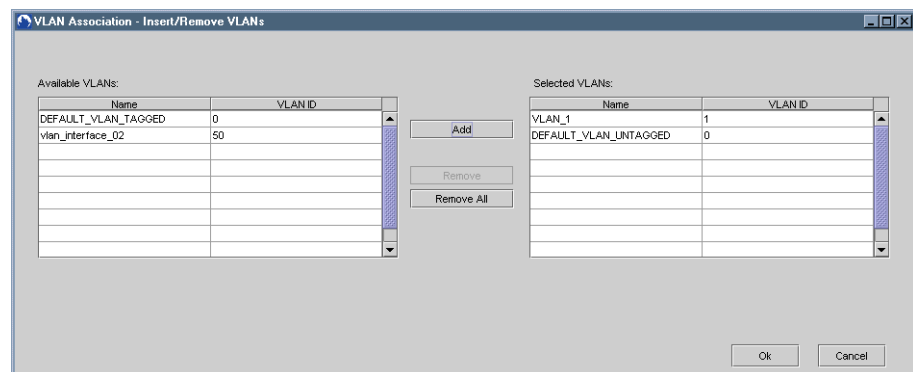 VLAN Association - Insert/Remove VLANs
Available VLANs:
Name VLAN ID
DEFAULT_VLAN_TAGGED 0
vlan_interface_02 50
Add
Remove
Remove All
Selected VLANs:
Name VLAN ID
VLAN_1 1
DEFAULT_VLAN_UNTAGGED 0
Ok Cancel